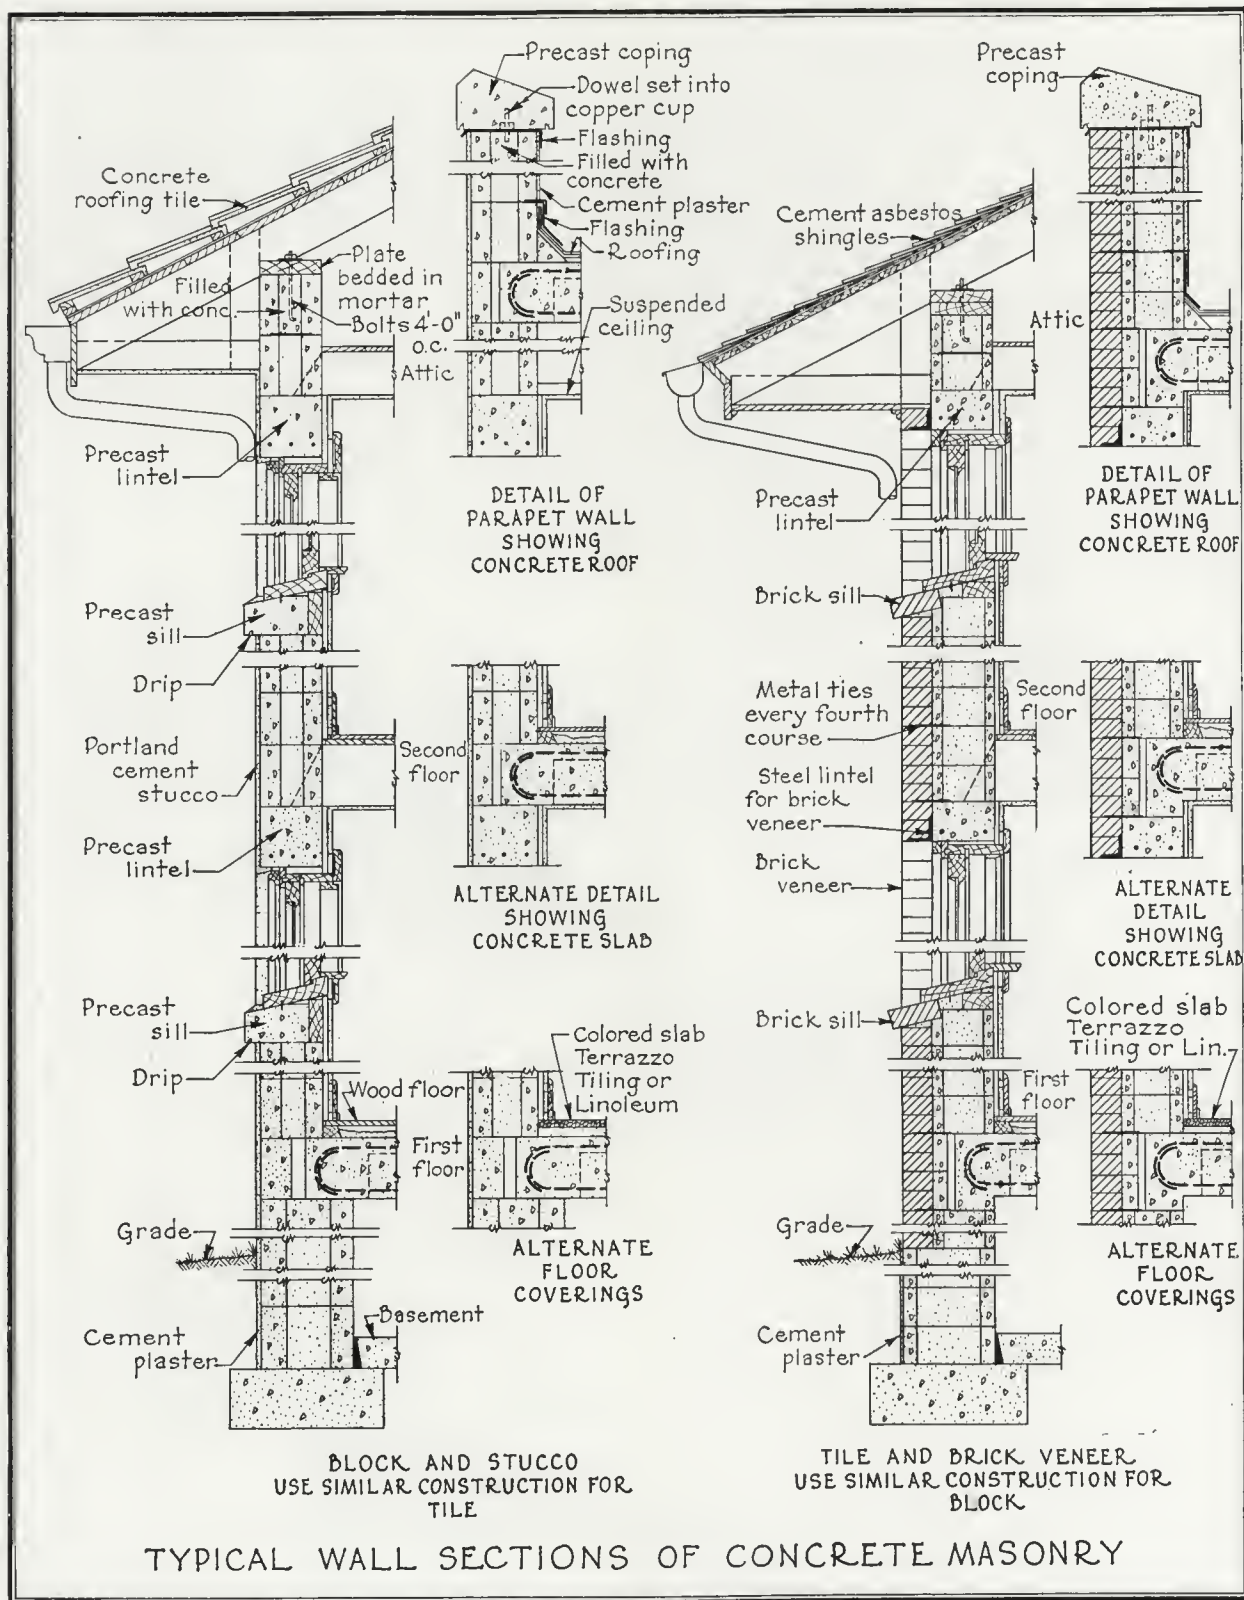 Precast coping
Dowel set into
copper cup
Flashing
Filled with
concrete
Cement plaster
Flashing
Roofing
Concrete
roofing tile
Plate
bedded in
mortar
Bolts 4'-0"
o.c.
Filled
with conc.
Suspended
ceiling
Attic
Precast
lintel
DETAIL OF
PARAPET WALL
SHOWING
CONCRETE ROOF
Precast
sill
Drip
Portland
cement
stucco
Second
floor
Precast
lintel
ALTERNATE DETAIL
SHOWING
CONCRETE SLAB
Precast
sill
Drip
Wood floor
Colored slab
Terrazzo
Tiling or
Linoleum
First
floor
Grade
ALTERNATE
FLOOR
COVERINGS
Basement
Cement
plaster
BLOCK AND STUCCO
USE SIMILAR CONSTRUCTION FOR
TILE
Precast
coping
Cement asbestos
shingles
Attic
Precast
lintel
DETAIL OF
PARAPET WALL
SHOWING
CONCRETE ROOF
Brick sill
Metal ties
every fourth
course
Second
floor
Steel lintel
for brick
veneer
Brick
veneer
ALTERNATE
DETAIL
SHOWING
CONCRETE SLAB
Brick sill
Colored slab
Terrazzo
Tiling or Lin.
First
floor
Grade
ALTERNATE
FLOOR
COVERINGS
Cement
plaster
TILE AND BRICK VENEER
USE SIMILAR CONSTRUCTION FOR
BLOCK
TYPICAL WALL SECTIONS OF CONCRETE MASONRY